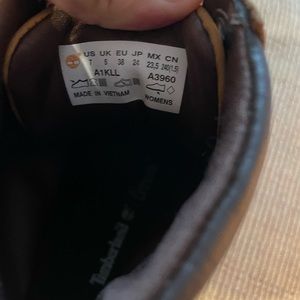 US UK EU JP MX CN
7 5 38 24 23,5 240(1.5)
A1KLL A3960
MADE IN VIETNAM WOMENS
Timberland